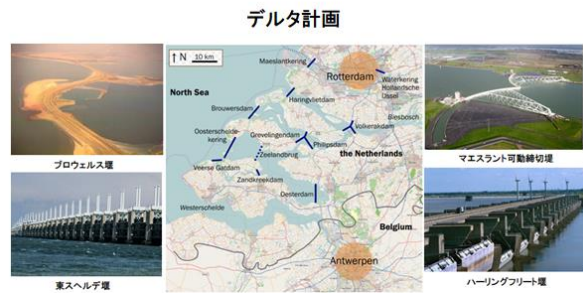 デルタ計画
ブロウェルス堰
東スヘルデ堰
N
10 km
North Sea
Maeslantkering
Rotterdam
Waterkering
Hollandsche
IJssel
Haringvlietdam
Brouwersdam
Biesbosch
Volkerakdam
Oosterschelde-
kering
Grevelingendam
Philipsdam
Zeelandbrug
Veerse Gatdam
the Netherlands
Zandkreekdam
Oesterdam
Westerschelde
Belgium
Antwerpen
マエスラント可動締切堤
ハーリングフリート堰